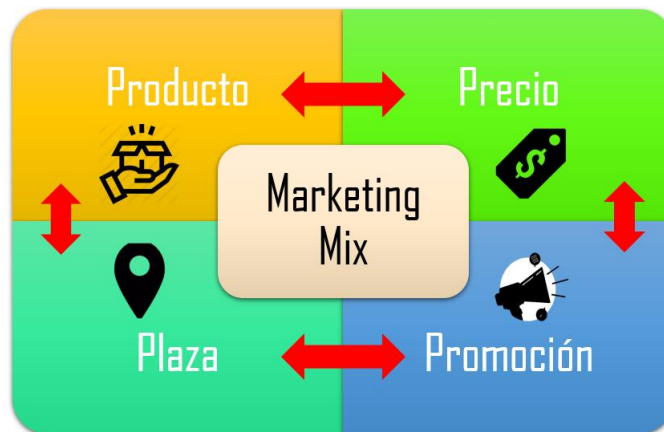 Producto
Precio
$
Marketing
Mix
Plaza
Promoción